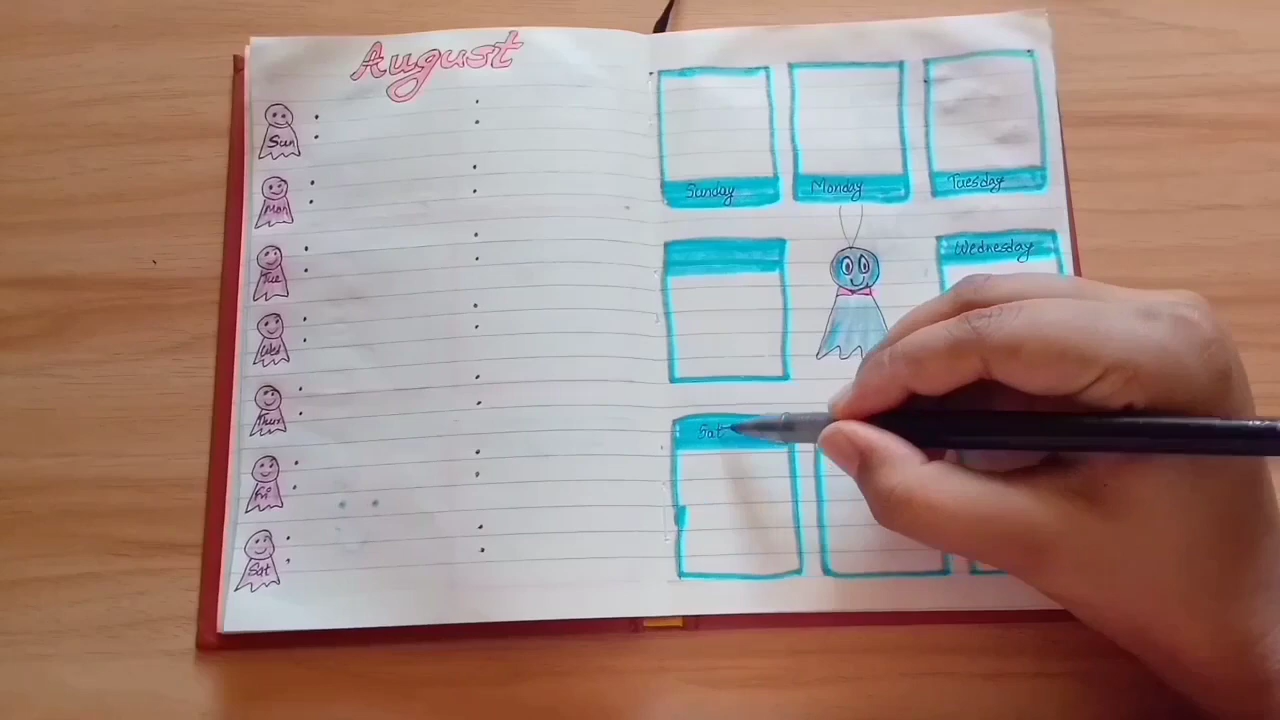 August
Sun
Mon
Tue
Wed
Thur
Fri
Sat
Sunday Monday Tuesday
Wednesday
Sat